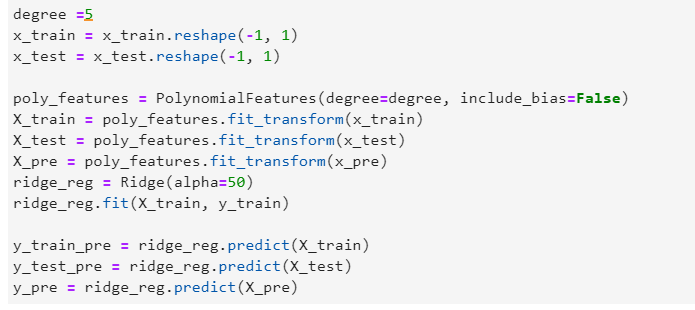 degree =5
x_train = x_train.reshape(-1, 1)
x_test = x_test.reshape(-1, 1)
poly_features = PolynomialFeatures(degree=degree, include_bias=False)
X_train = poly_features.fit_transform(x_train)
X_test = poly_features.fit_transform(x_test)
X_pre = poly_features.fit_transform(x_pre)
ridge_reg = Ridge(alpha=50)
ridge_reg.fit(X_train, y_train)
y_train_pre = ridge_reg.predict(X_train)
y_test_pre = ridge_reg.predict(X_test)
y_pre = ridge_reg.predict(X_pre)